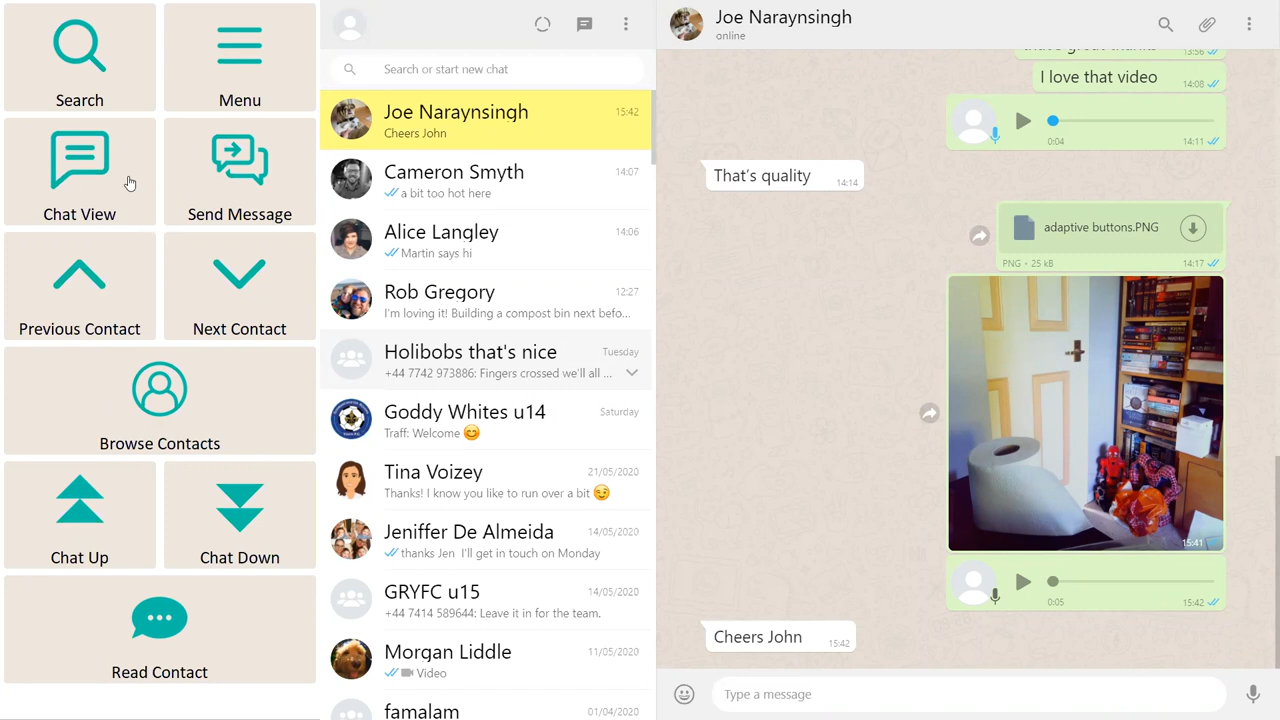 Search
Menu
Chat View
Send Message
Previous Contact
Next Contact
Browse Contacts
Chat Up
Chat Down
Read Contact
Search or start new chat
Joe Naraynsingh 15:42
Cheers John
Cameron Smyth 14:07
a bit too hot here
Alice Langley 14:06
Martin says hi
Rob Gregory 12:27
I'm loving it! Building a compost bin next befo...
Holibobs that's nice Tuesday
+44 7742 973886: Fingers crossed we'll all ...
Goddy Whites u14 Saturday
Traff: Welcome 😊
Tina Voizey 21/05/2020
Thanks! I know you like to run over a bit 😉
Jeniffer De Almeida 14/05/2020
thanks Jen I'll get in touch on Monday
GRYFC u15 14/05/2020
+44 7414 589644: Leave it in for the team.
Morgan Liddle 11/05/2020
Video
famalam 01/04/2020
Joe Naraynsingh
online
13:56
I love that video 14:08
0:04 14:11
That's quality 14:14
adaptive buttons.PNG
PNG • 25 kB 14:17
15:41
0:05 15:42
Cheers John 15:42
Type a message